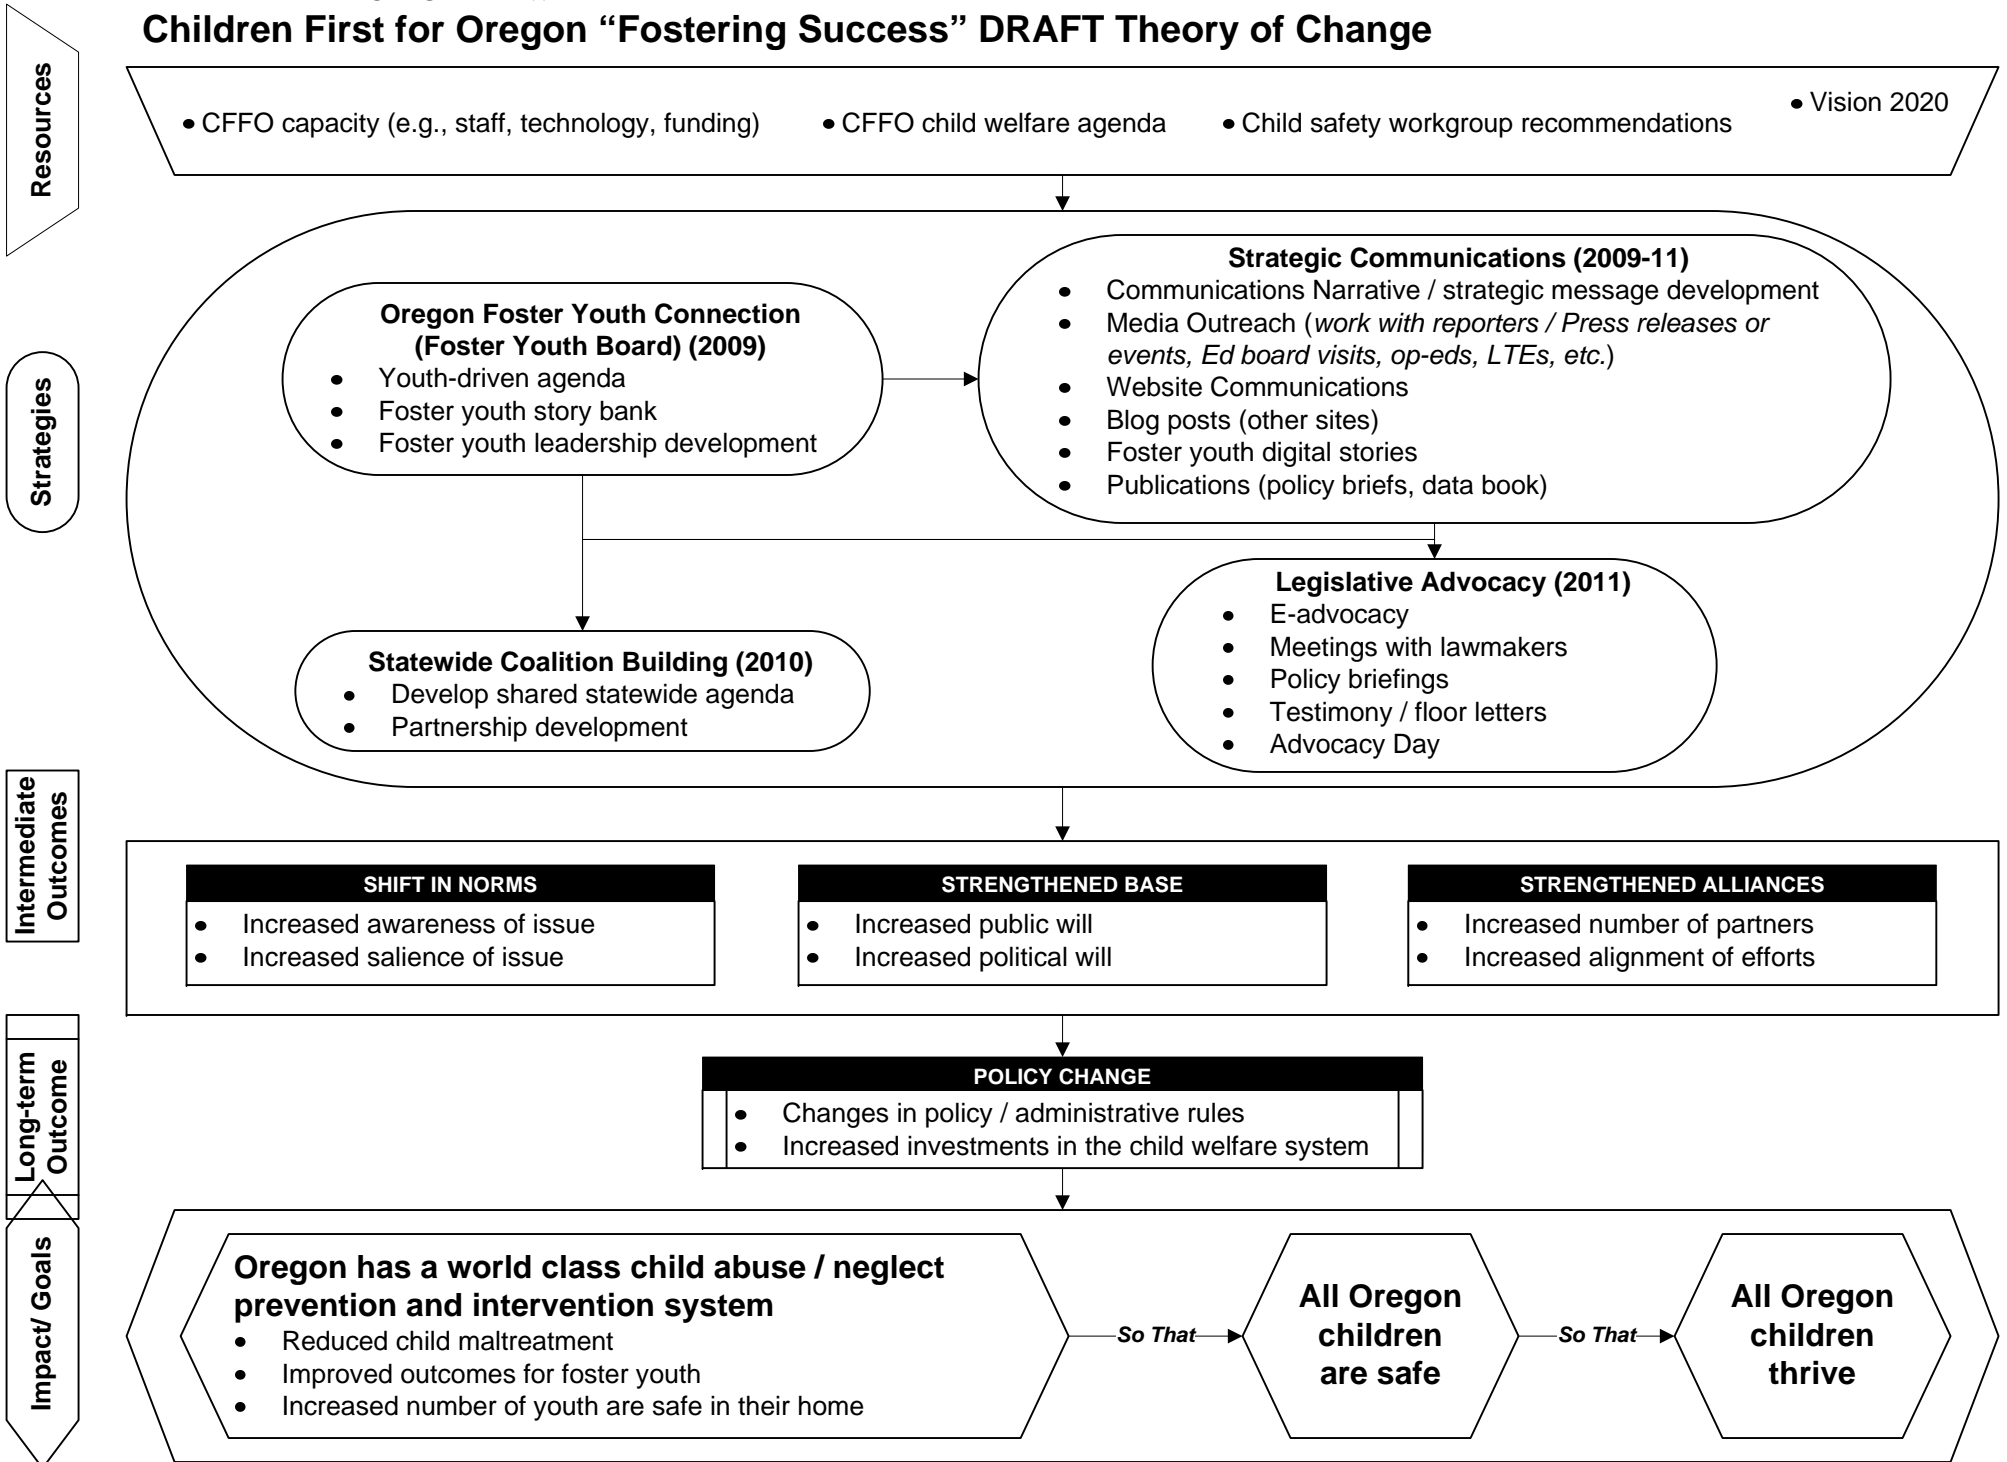 Children First for Oregon “Fostering Success” DRAFT Theory of Change
Resources
• CFFO capacity (e.g., staff, technology, funding)
• CFFO child welfare agenda
• Child safety workgroup recommendations
• Vision 2020
Strategies
Oregon Foster Youth Connection
(Foster Youth Board) (2009)
• Youth-driven agenda
• Foster youth story bank
• Foster youth leadership development
Strategic Communications (2009-11)
• Communications Narrative / strategic message development
• Media Outreach (work with reporters / Press releases or
events, Ed board visits, op-eds, LTEs, etc.)
• Website Communications
• Blog posts (other sites)
• Foster youth digital stories
• Publications (policy briefs, data book)
Statewide Coalition Building (2010)
• Develop shared statewide agenda
• Partnership development
Legislative Advocacy (2011)
• E-advocacy
• Meetings with lawmakers
• Policy briefings
• Testimony / floor letters
• Advocacy Day
Intermediate
Outcomes
SHIFT IN NORMS
• Increased awareness of issue
• Increased salience of issue
STRENGTHENED BASE
• Increased public will
• Increased political will
STRENGTHENED ALLIANCES
• Increased number of partners
• Increased alignment of efforts
Long-term
Outcome
POLICY CHANGE
• Changes in policy / administrative rules
• Increased investments in the child welfare system
Impact/ Goals
Oregon has a world class child abuse / neglect
prevention and intervention system
• Reduced child maltreatment
• Improved outcomes for foster youth
• Increased number of youth are safe in their home
So That
All Oregon
children
are safe
So That
All Oregon
children
thrive